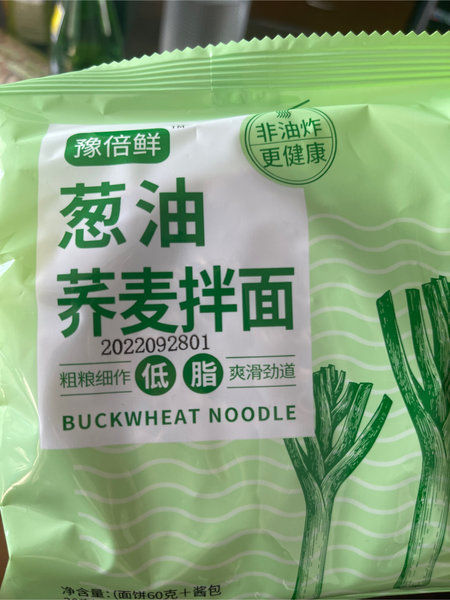 豫倍鲜
TM
非油炸
更健康
葱油
荞麦拌面
2022092801
粗粮细作 低 脂 爽滑劲道
BUCKWHEAT NOODLE
净含量:(面饼60克+酱包